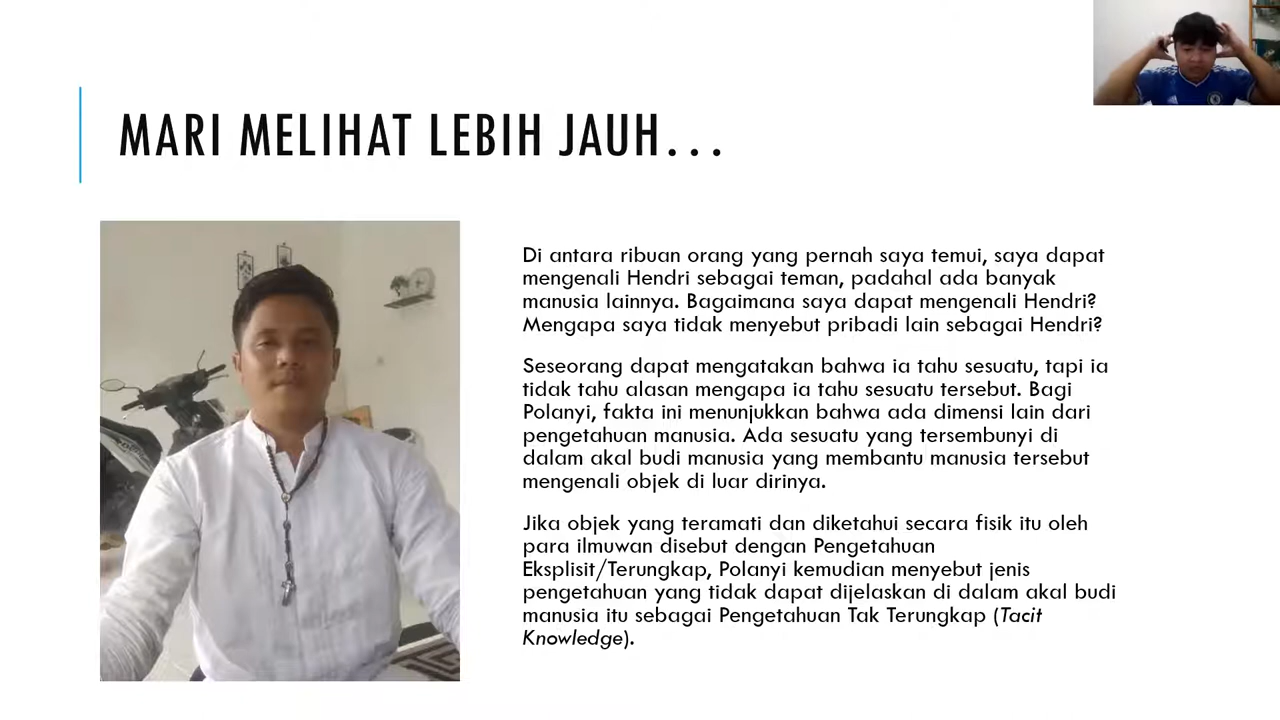 MARI MELIHAT LEBIH JAUH...
Di antara ribuan orang yang pernah saya temui, saya dapat
mengenali Hendri sebagai teman, padahal ada banyak
manusia lainnya. Bagaimana saya dapat mengenali Hendri?
Mengapa saya tidak menyebut pribadi lain sebagai Hendri?
Seseorang dapat mengatakan bahwa ia tahu sesuatu, tapi ia
tidak tahu alasan mengapa ia tahu sesuatu tersebut. Bagi
Polanyi, fakta ini menunjukkan bahwa ada dimensi lain dari
pengetahuan manusia. Ada sesuatu yang tersembunyi di
dalam akal budi manusia yang membantu manusia tersebut
mengenali objek di luar dirinya.
Jika objek yang teramati dan diketahui secara fisik itu oleh
para ilmuwan disebut dengan Pengetahuan
Eksplisit/Terungkap, Polanyi kemudian menyebut jenis
pengetahuan yang tidak dapat dijelaskan di dalam akal budi
manusia itu sebagai Pengetahuan Tak Terungkap (Tacit
Knowledge).